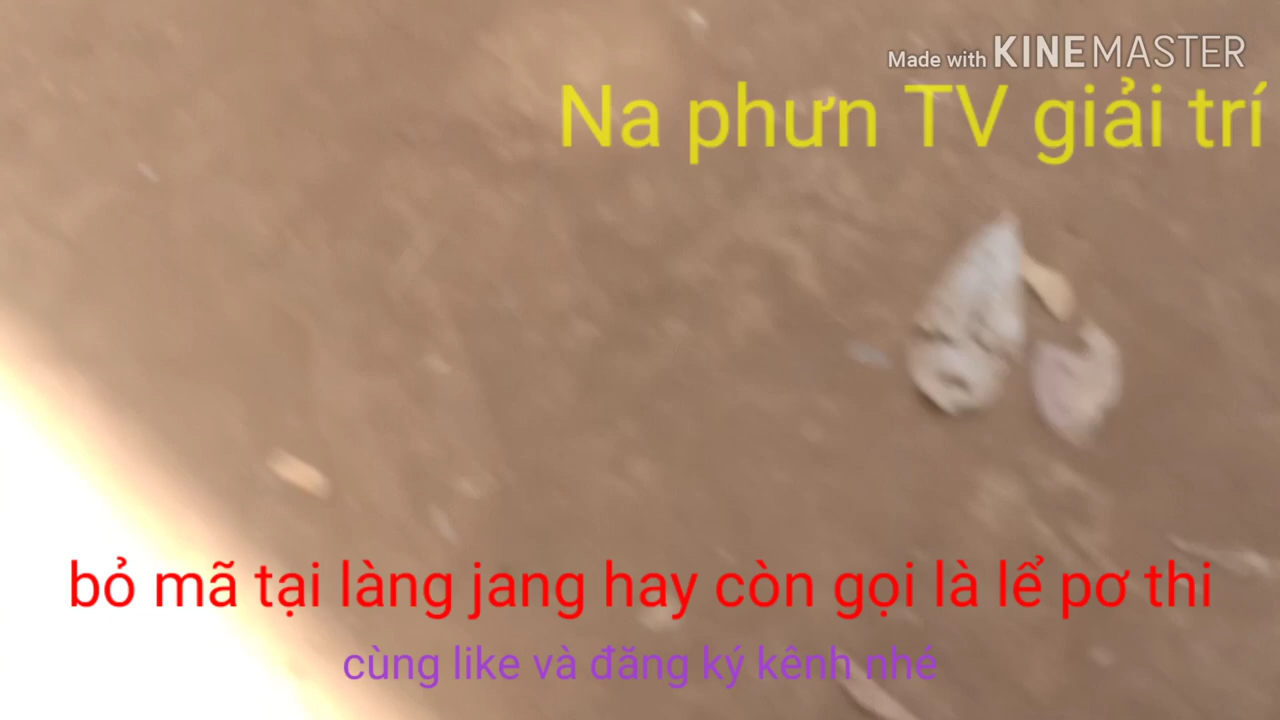 Made with KINEMASTER
Na phưn TV giải trí
bỏ mã tại làng jang hay còn gọi là lể pơ thi
cùng like và đăng ký kênh nhé